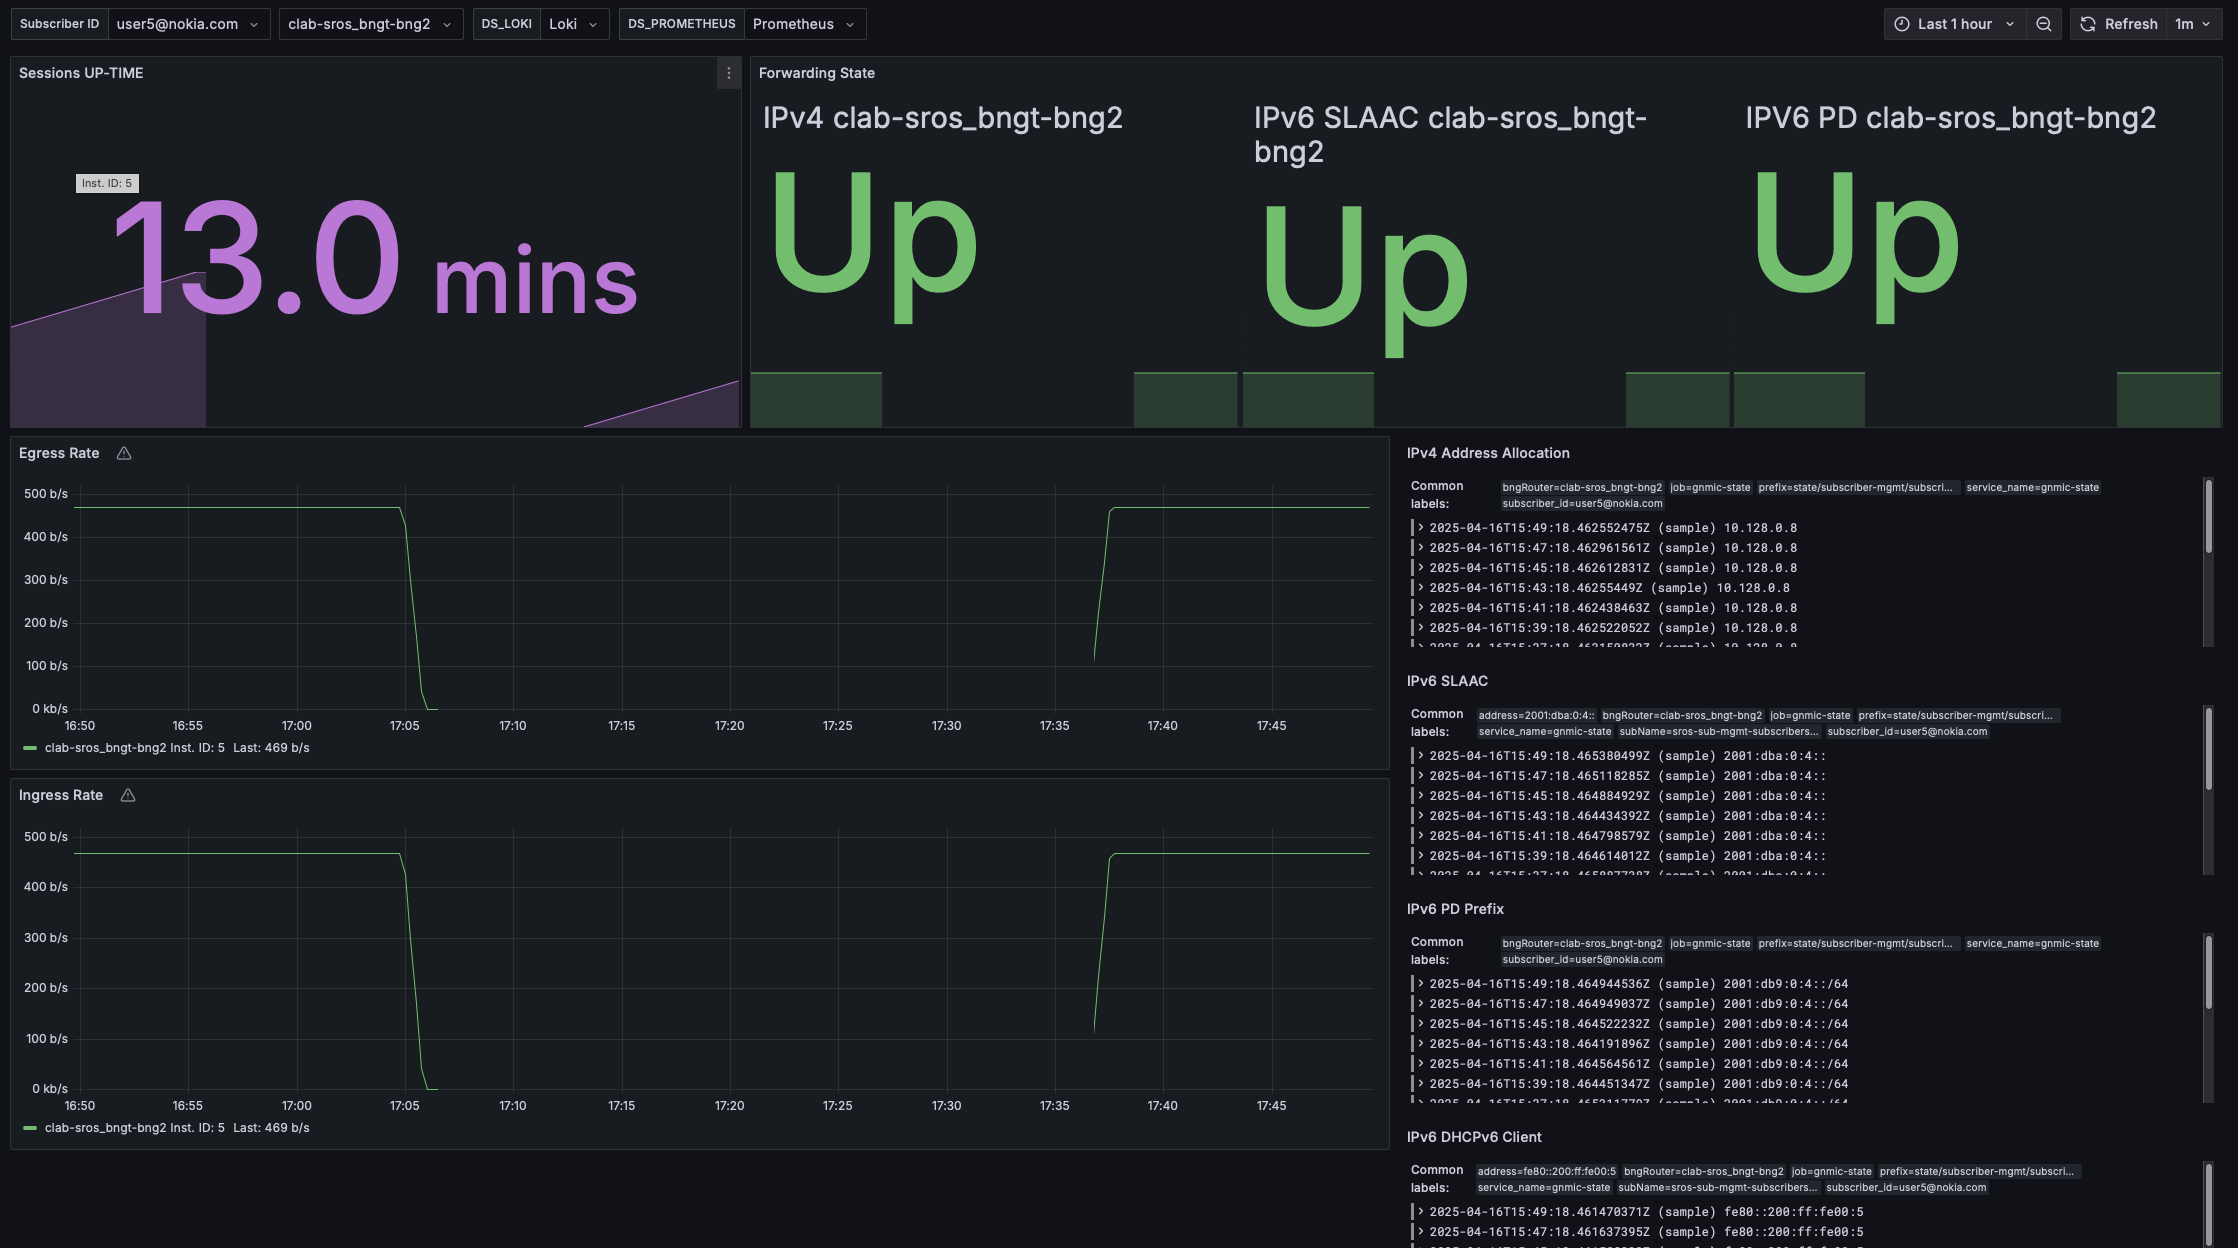 Subscriber ID user5@nokia.com clab-sros_bngt-bng2 DS_LOKI Loki DS_PROMETHEUS Prometheus Last 1 hour Refresh 1m
Sessions UP-TIME
Inst. ID: 5
13.0 mins
Forwarding State
IPv4 clab-sros_bngt-bng2
Up
IPv6 SLAAC clab-sros_bngt-
bng2
Up
IPV6 PD clab-sros_bngt-bng2
Up
Egress Rate
500 b/s
400 b/s
300 b/s
200 b/s
100 b/s
0 kb/s
16:50 16:55 17:00 17:05 17:10 17:15 17:20 17:25 17:30 17:35 17:40 17:45
clab-sros_bngt-bng2 Inst. ID: 5 Last: 469 b/s
Ingress Rate
500 b/s
400 b/s
300 b/s
200 b/s
100 b/s
0 kb/s
16:50 16:55 17:00 17:05 17:10 17:15 17:20 17:25 17:30 17:35 17:40 17:45
clab-sros_bngt-bng2 Inst. ID: 5 Last: 469 b/s
IPv4 Address Allocation
Common labels:
bngRouter=clab-sros_bngt-bng2 job=gnmic-state prefix=state/subscriber-mgmt/subscri... service_name=gnmic-state
subscriber_id=user5@nokia.com
2025-04-16T15:49:18.462552475Z (sample) 10.128.0.8
2025-04-16T15:47:18.462961561Z (sample) 10.128.0.8
2025-04-16T15:45:18.462612831Z (sample) 10.128.0.8
2025-04-16T15:43:18.46255449Z (sample) 10.128.0.8
2025-04-16T15:41:18.462438463Z (sample) 10.128.0.8
2025-04-16T15:39:18.462522052Z (sample) 10.128.0.8
IPv6 SLAAC
Common labels:
address=2001:dba:0:4:: bngRouter=clab-sros_bngt-bng2 job=gnmic-state prefix=state/subscriber-mgmt/subscri...
service_name=gnmic-state subName=sros-sub-mgmt-subscribers... subscriber_id=user5@nokia.com
2025-04-16T15:49:18.465380499Z (sample) 2001:dba:0:4::
2025-04-16T15:47:18.465118285Z (sample) 2001:dba:0:4::
2025-04-16T15:45:18.464884929Z (sample) 2001:dba:0:4::
2025-04-16T15:43:18.464434392Z (sample) 2001:dba:0:4::
2025-04-16T15:41:18.464798579Z (sample) 2001:dba:0:4::
2025-04-16T15:39:18.464614012Z (sample) 2001:dba:0:4::
IPv6 PD Prefix
Common labels:
bngRouter=clab-sros_bngt-bng2 job=gnmic-state prefix=state/subscriber-mgmt/subscri... service_name=gnmic-state
subscriber_id=user5@nokia.com
2025-04-16T15:49:18.464944536Z (sample) 2001:db9:0:4::/64
2025-04-16T15:47:18.464949037Z (sample) 2001:db9:0:4::/64
2025-04-16T15:45:18.464522232Z (sample) 2001:db9:0:4::/64
2025-04-16T15:43:18.464191896Z (sample) 2001:db9:0:4::/64
2025-04-16T15:41:18.464564561Z (sample) 2001:db9:0:4::/64
2025-04-16T15:39:18.464451347Z (sample) 2001:db9:0:4::/64
IPv6 DHCPv6 Client
Common labels:
address=fe80::200:ff:fe00:5 bngRouter=clab-sros_bngt-bng2 job=gnmic-state prefix=state/subscriber-mgmt/subscri...
service_name=gnmic-state subName=sros-sub-mgmt-subscribers... subscriber_id=user5@nokia.com
2025-04-16T15:49:18.461470371Z (sample) fe80::200:ff:fe00:5
2025-04-16T15:47:18.461637395Z (sample) fe80::200:ff:fe00:5